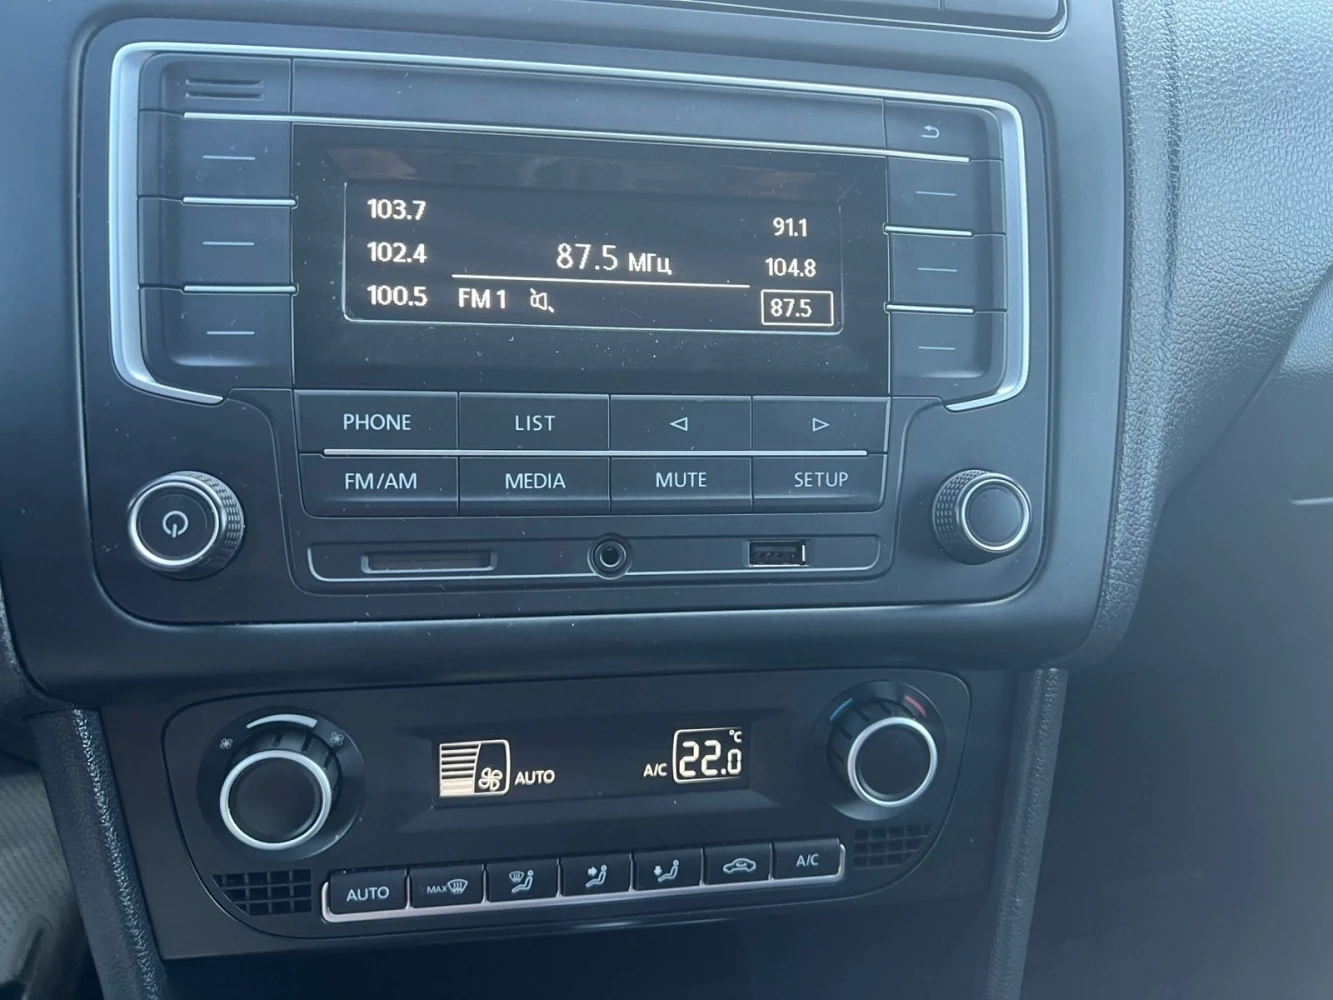 103.7
91.1
102.4
87.5 МГц
104.8
100.5
FM 1
87.5
PHONE
LIST
FM/AM
MEDIA
MUTE
SETUP
AUTO
A/C
22.0
°C
AUTO
MAX
A/C